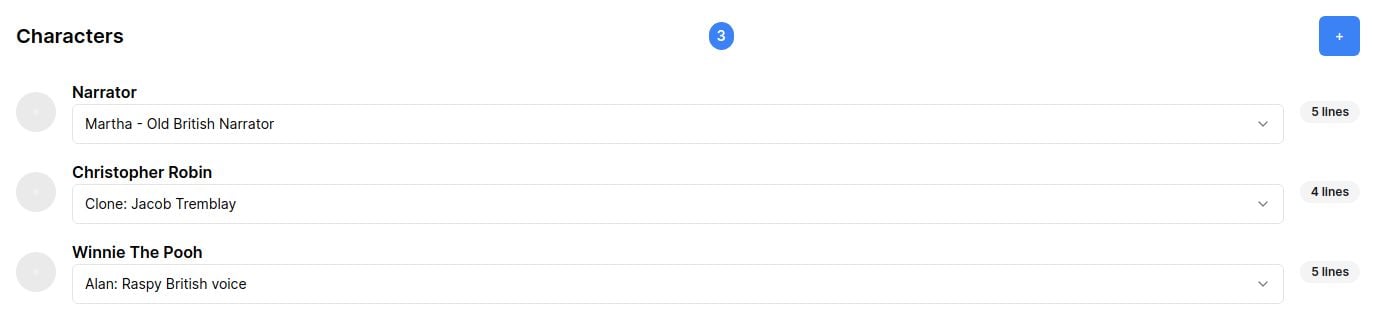 Characters
3
+
Narrator
Martha - Old British Narrator
5 lines
Christopher Robin
Clone: Jacob Tremblay
4 lines
Winnie The Pooh
Alan: Raspy British voice
5 lines